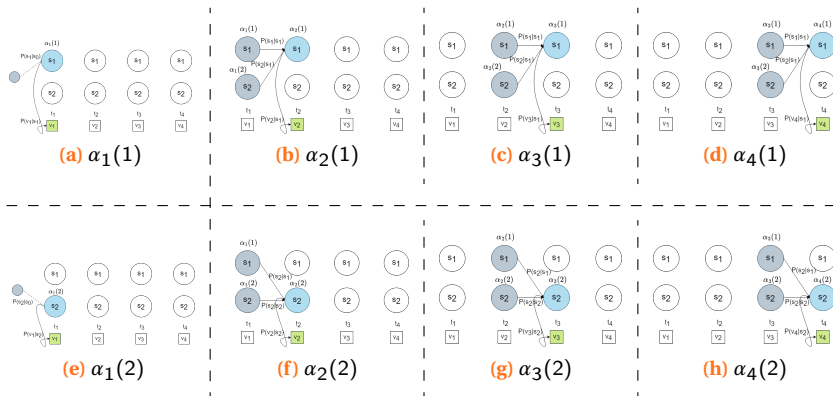 α₁(1)
P(s₁|s₀)
s₁ s₁ s₁ s₁
s₂ s₂ s₂ s₂
t₁ t₂ t₃ t₄
P(v₁|s₁) v₁ v₂ v₃ v₄
(a) α₁(1)
α₁(1) α₂(1)
P(s₁|s₁)
s₁ s₁ s₁ s₁
α₁(2) P(s₂|s₁)
s₂ s₂ s₂ s₂
t₁ t₂ t₃ t₄
P(v₂|s₁)
v₁ v₂ v₃ v₄
(b) α₂(1)
α₂(1) α₃(1)
P(s₁|s₁)
s₁ s₁ s₁ s₁
α₂(2) P(s₂|s₁)
s₂ s₂ s₂ s₂
t₁ t₂ t₃ t₄
P(v₃|s₁)
v₁ v₂ v₃ v₄
(c) α₃(1)
α₃(1) α₄(1)
P(s₁|s₁)
s₁ s₁ s₁ s₁
α₃(2) P(s₂|s₁)
s₂ s₂ s₂ s₂
t₁ t₂ t₃ t₄
P(v₄|s₁)
v₁ v₂ v₃ v₄
(d) α₄(1)
s₁ s₁ s₁ s₁
α₁(2)
P(s₂|s₀)
s₂ s₂ s₂ s₂
t₁ t₂ t₃ t₄
P(v₁|s₂) v₁ v₂ v₃ v₄
(e) α₁(2)
α₁(1)
s₁ s₁ s₁ s₁
P(s₂|s₁)
α₁(2) α₂(2)
s₂ s₂ s₂ s₂
P(s₂|s₂)
t₁ t₂ t₃ t₄
P(v₂|s₂)
v₁ v₂ v₃ v₄
(f) α₂(2)
α₂(1)
s₁ s₁ s₁ s₁
P(s₂|s₁)
α₂(2) α₃(2)
s₂ s₂ s₂ s₂
P(s₂|s₂)
t₁ t₂ t₃ t₄
P(v₃|s₂)
v₁ v₂ v₃ v₄
(g) α₃(2)
α₃(1)
s₁ s₁ s₁ s₁
P(s₂|s₁)
α₃(2) α₄(2)
s₂ s₂ s₂ s₂
P(s₂|s₂)
t₁ t₂ t₃ t₄
P(v₄|s₂)
v₁ v₂ v₃ v₄
(h) α₄(2)